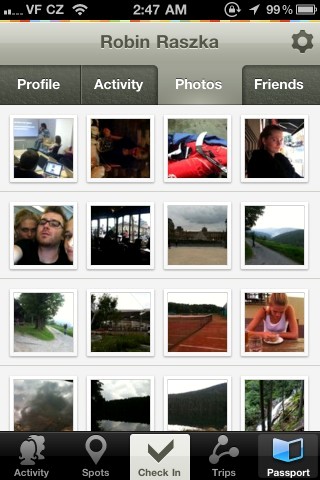 VF CZ 2:47 AM 99%
Robin Raszka
Profile Activity Photos Friends
Activity Spots Check In Trips Passport